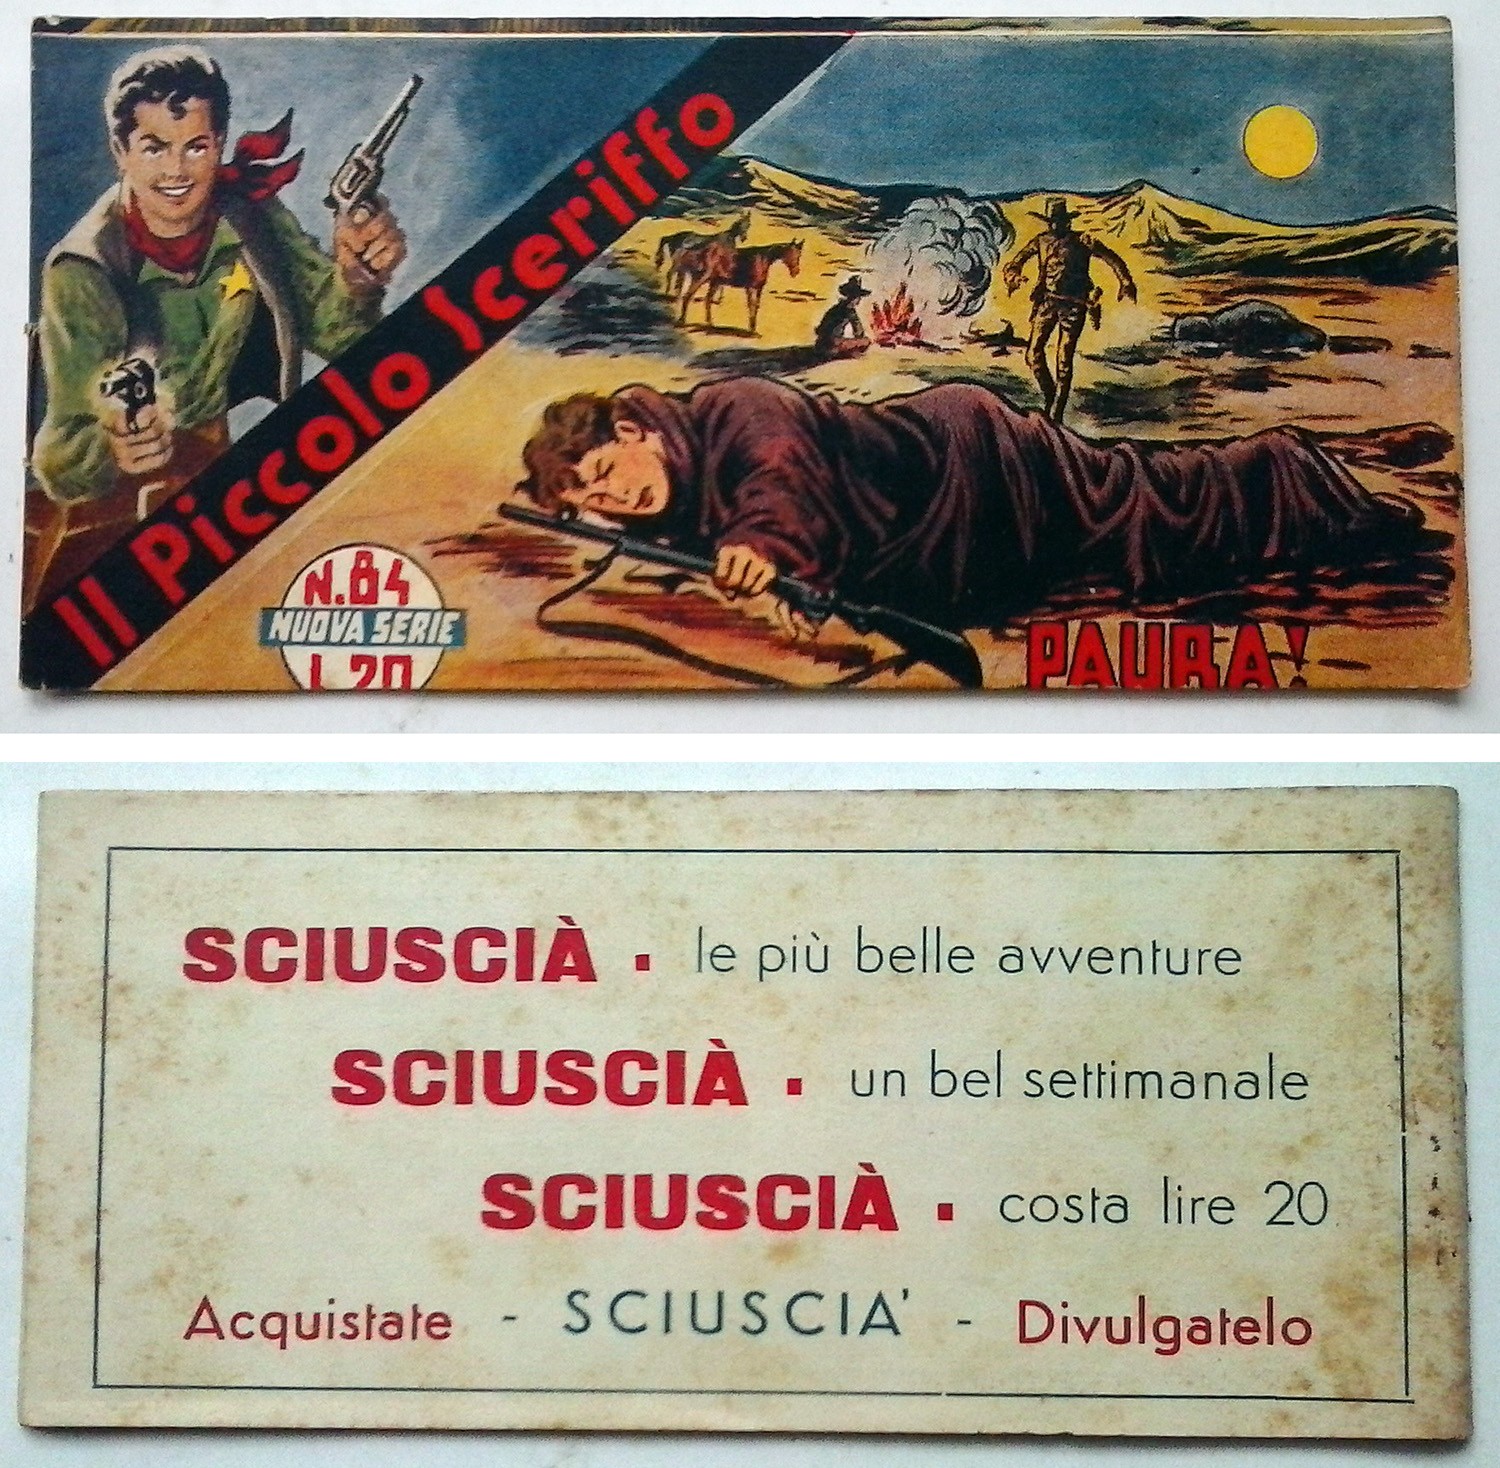 Il Piccolo Sceriffo
N.84
NUOVA SERIE
L.20
PAURA!
SCIUSCIÀ ▪ le più belle avventure
SCIUSCIÀ ▪ un bel settimanale
SCIUSCIÀ ▪ costa lire 20
Acquistate - SCIUSCIA' - Divulgatelo